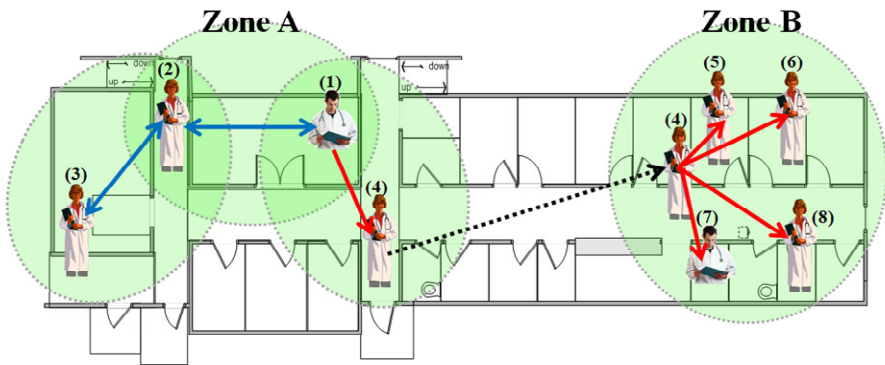 Zone A
Zone B
down
up
down
up
(1)
(2)
(3)
(4)
(4)
(5)
(6)
(7)
(8)